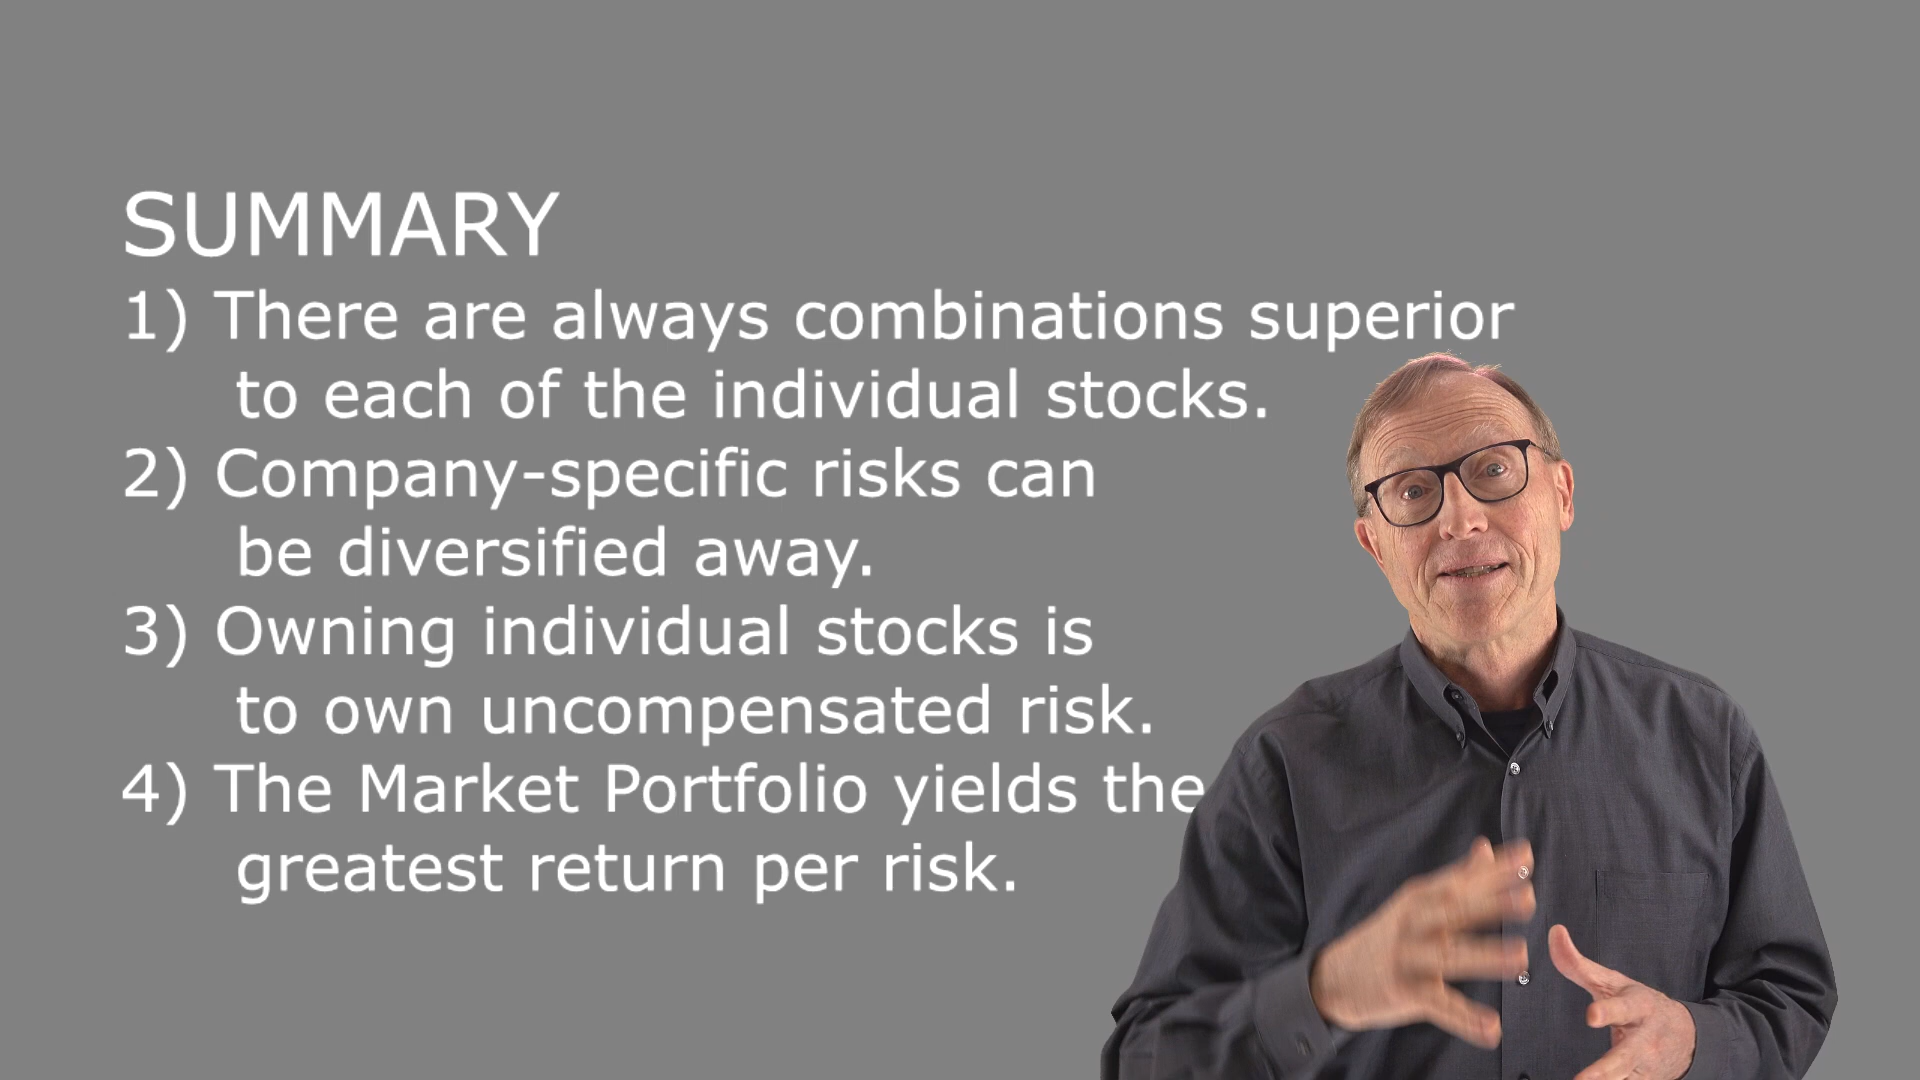 SUMMARY
1) There are always combinations superior
to each of the individual stocks.
2) Company-specific risks can
be diversified away.
3) Owning individual stocks is
to own uncompensated risk.
4) The Market Portfolio yields the
greatest return per risk.